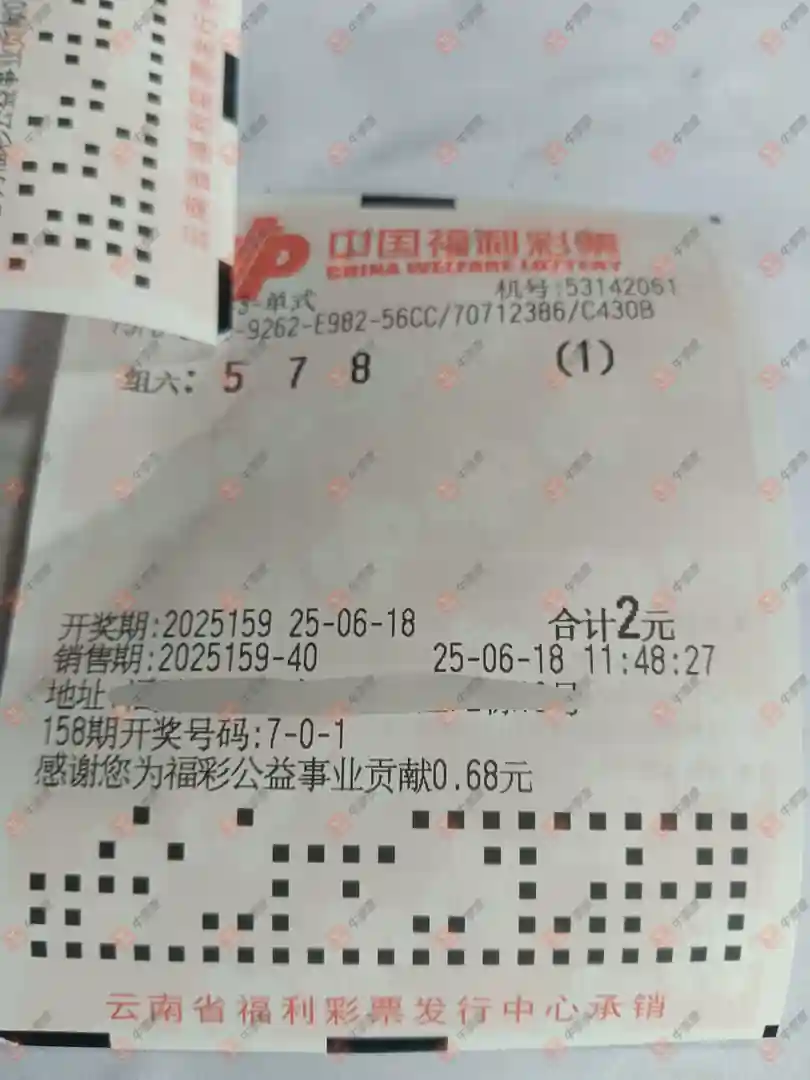 中国福利彩票
CHINA WELFARE LOTTERY
3-单式 机号:53142061
-9262-E982-56CC/70712386/C430B
组六: 5 7 8 (1)
开奖期:2025159 25-06-18 合计2元
销售期:2025159-40 25-06-18 11:48:27
地址
158期开奖号码:7-0-1
感谢您为福彩公益事业贡献0.68元
云南省福利彩票发行中心承销